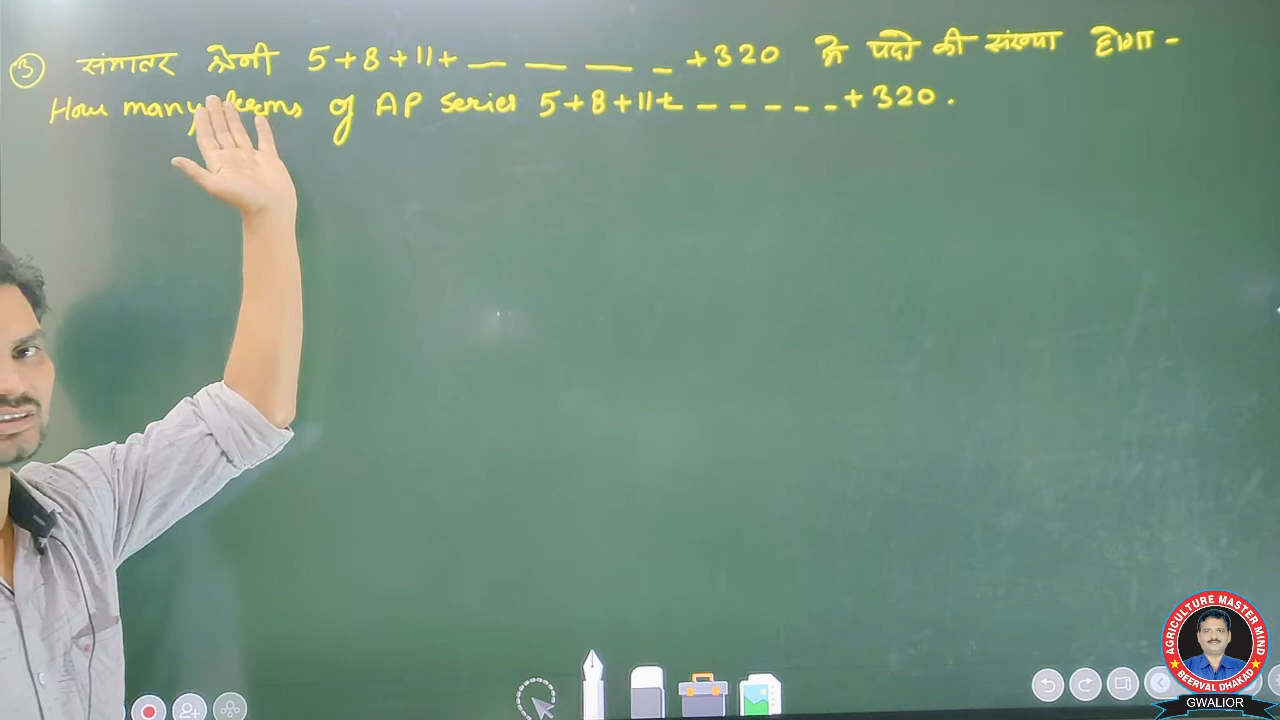 ③ संमान्तर श्रेणी 5+8+11+ _ _ _ _ +320 के पदो की संख्या होगा -
How many terms of AP series 5+8+11+ - - - - - +320.
AGRICULTURE MASTER MIND
BEERVAL DHAKAD
GWALIOR